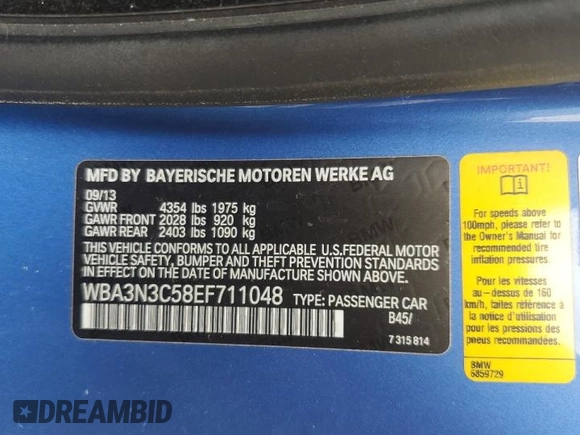 MFD BY BAYERISCHE MOTOREN WERKE AG
09/13
GVWR 4354 lbs 1975 kg
GAWR FRONT 2028 lbs 920 kg
GAWR REAR 2403 lbs 1090 kg
THIS VEHICLE CONFORMS TO ALL APPLICABLE U.S.FEDERAL MOTOR
VEHICLE SAFETY, BUMPER, AND THEFT PREVENTION STANDARDS
IN EFFECT ON THE DATE OF MANUFACTURE SHOWN ABOVE.
WBA3N3C58EF711048 TYPE: PASSENGER CAR
B45/
7 315 814
IMPORTANT!
For speeds above
100mph, please refer to
the Owner's Manual for
recommended tire
inflation pressures.
Pour les vitesses au-
dessus de 160
km/h, faites référence à
la notice d'utilisation
pour les pressions des
pneus recommandées.
BMW
6859729
DREAMBID